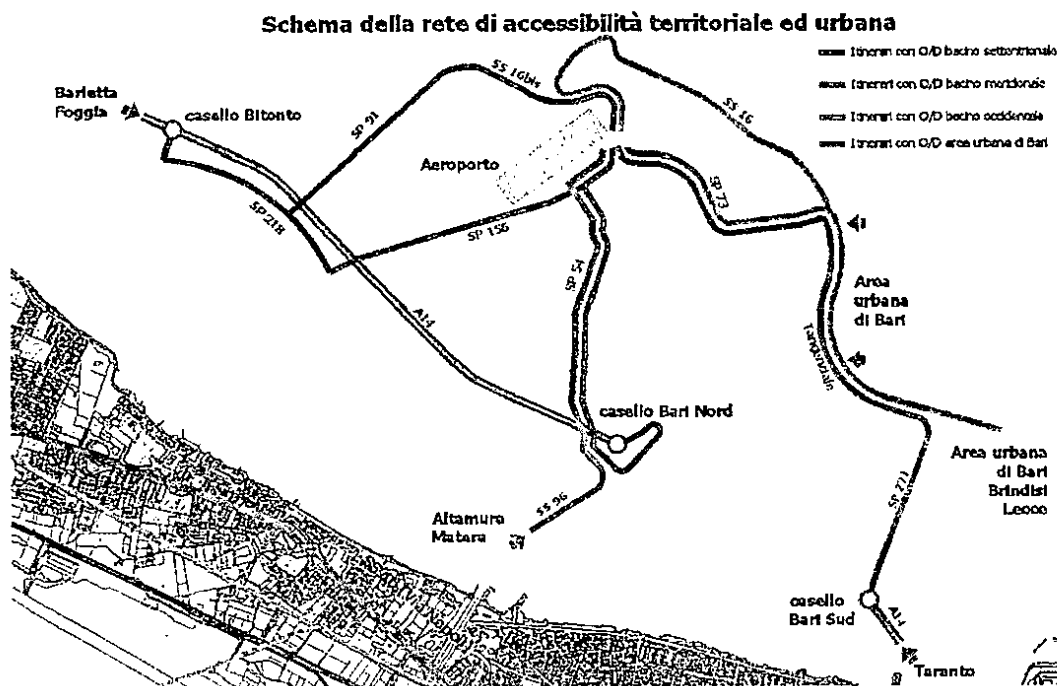 Schema della rete di accessibilità territoriale ed urbana
Itinerari con O/D bacino settentrionale
Itinerari con O/D bacino meridionale
Itinerari con O/D bacino occidentale
Itinerari con O/D area urbana di Bari
SS 16bis
SS 16
Barletta
Foggia
casello Bitonto
SP 91
Aeroporto
SP 73
SP 218
SP 156
SP 54
Area
urbana
di Bari
A14
Tangenziale
casello Bari Nord
Area urbana
di Bari
Brindisi
Lecce
SS 96
Altamura
Matera
casello
Bari Sud
A14
Taranto